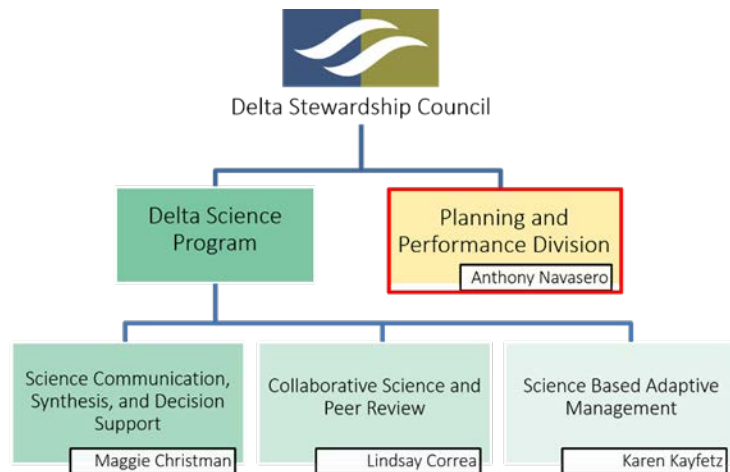 Delta Stewardship Council
Delta Science
Program
Planning and
Performance Division
Anthony Navasero
Science Communication,
Synthesis, and Decision
Support
Maggie Christman
Collaborative Science and
Peer Review
Lindsay Correa
Science Based Adaptive
Management
Karen Kayfetz